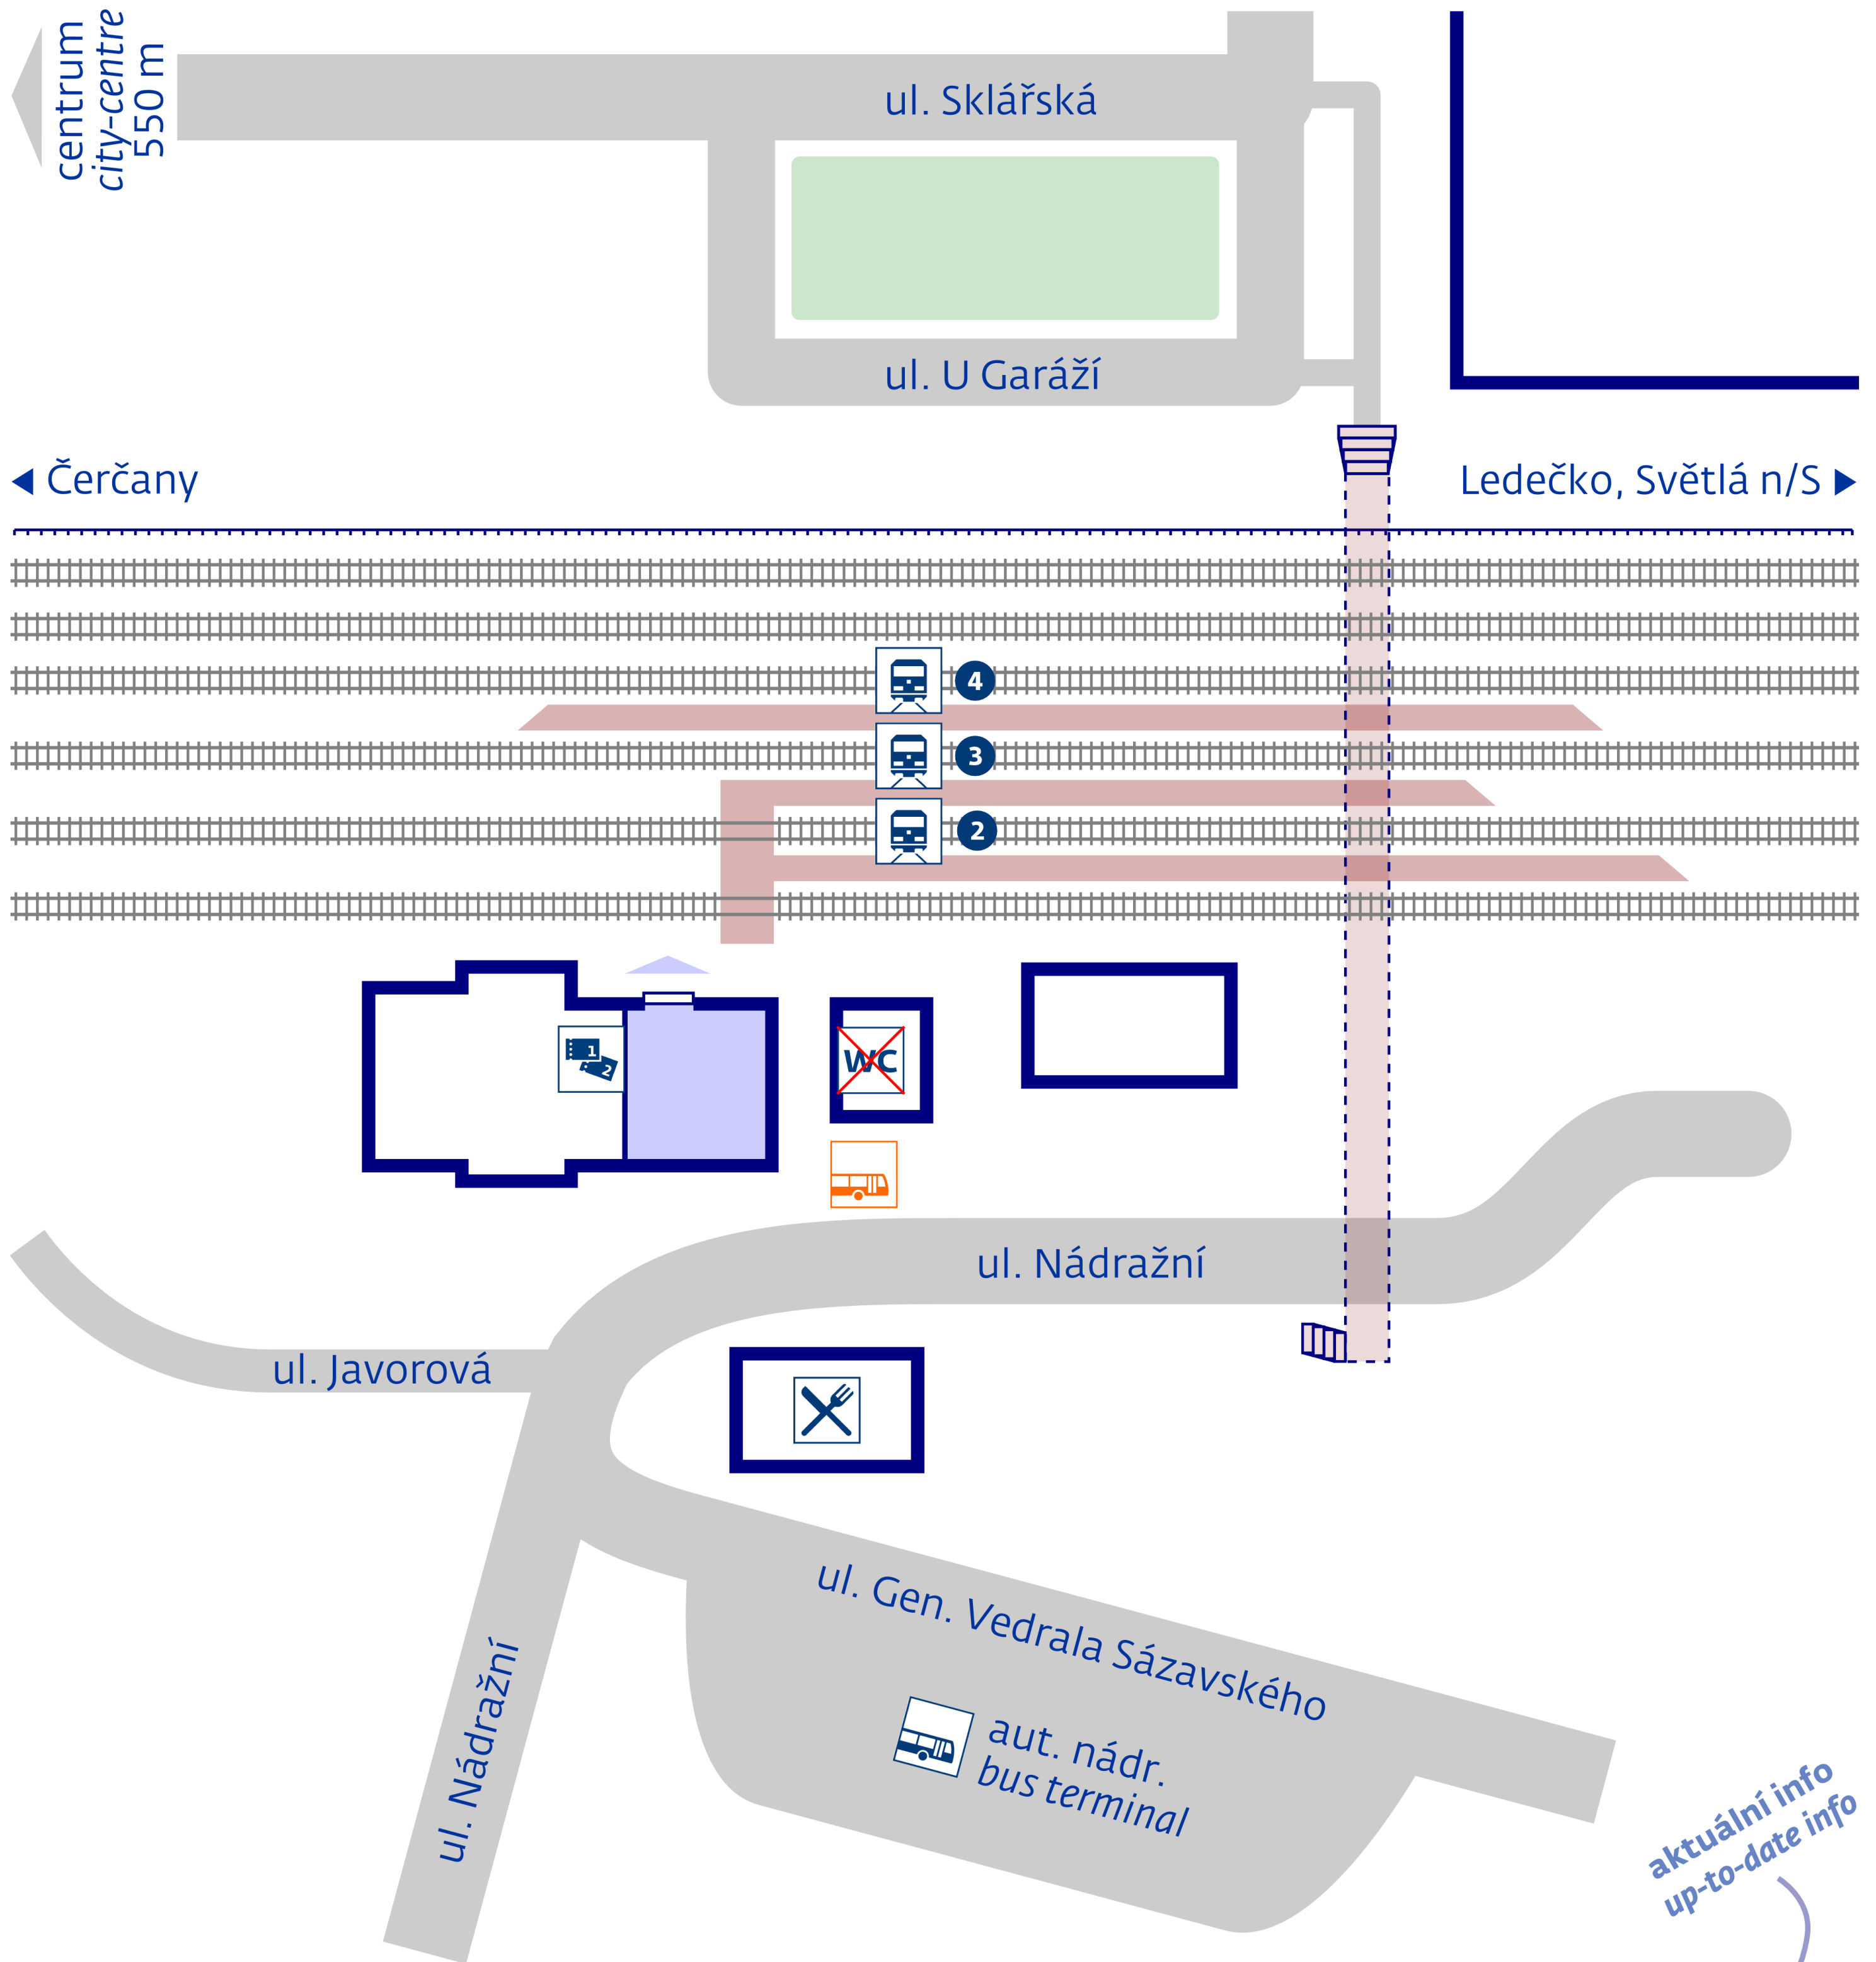 centrum
city-centre
550 m
ul. Sklářská
ul. U Garáží
Čerčany
Ledečko, Světlá n/S
4
3
2
1
2
WC
ul. Nádražní
ul. Javorová
ul. Gen. Vedrala Sázavského
ul. Nádražní
aut. nádr.
bus terminal
aktuální info
up-to-date info